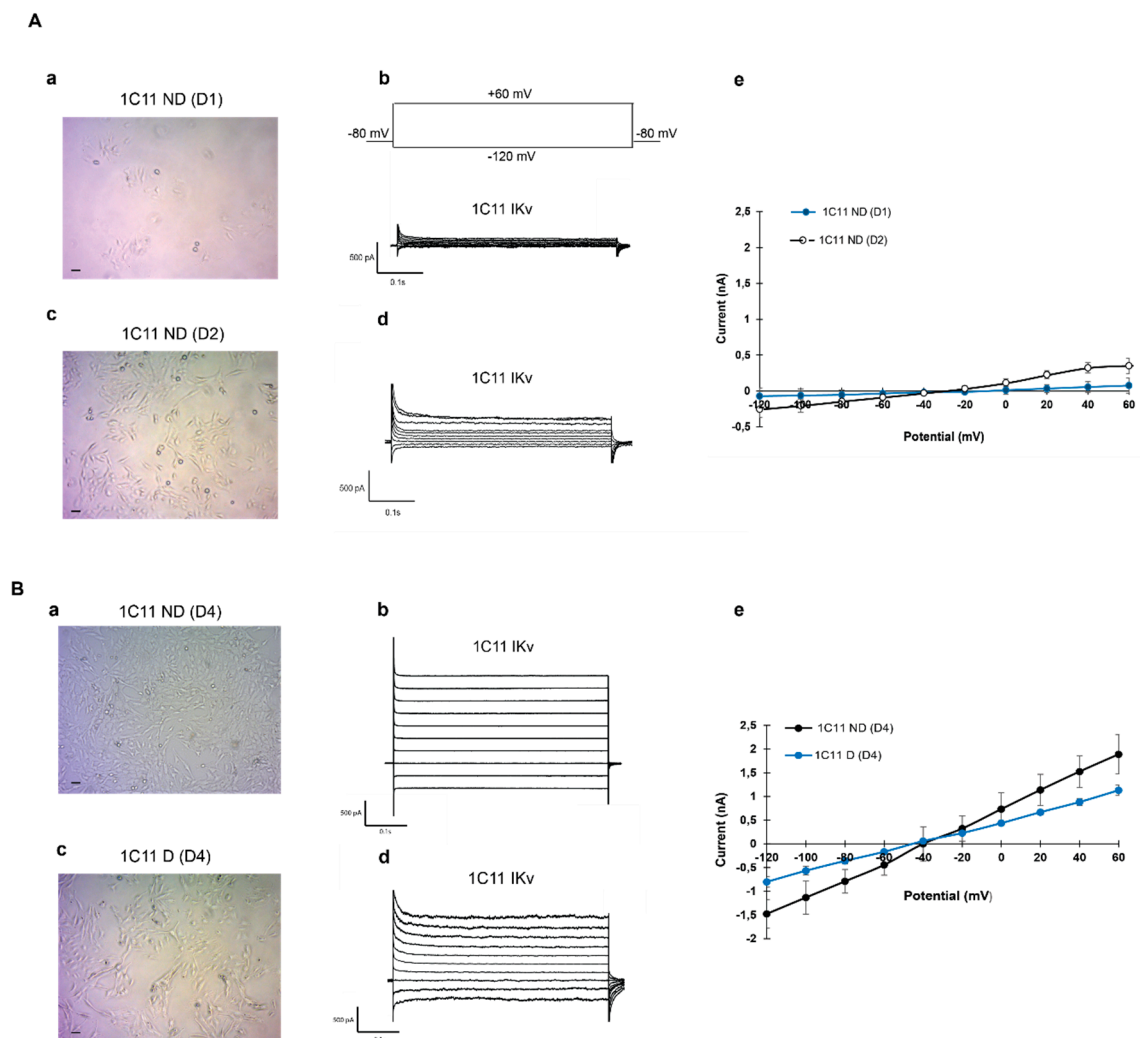 A
a
1C11 ND (D1)
b
+60 mV
-80 mV
-80 mV
-120 mV
1C11 IKv
500 pA
0.1s
c
1C11 ND (D2)
d
1C11 IKv
500 pA
0.1s
e
1C11 ND (D1)
1C11 ND (D2)
Current (nA)
2,5
2
1,5
1
0,5
0
-0,5
-120 -100 -80 -60 -40 -20 0 20 40 60
Potential (mV)
B
a
1C11 ND (D4)
b
1C11 IKv
500 pA
0.1s
c
1C11 D (D4)
d
1C11 IKv
500 pA
e
1C11 ND (D4)
1C11 D (D4)
Current (nA)
2,5
2
1,5
1
0,5
0
-0,5
-1
-1,5
-2
-120 -100 -80 -60 -40 -20 0 20 40 60
Potential (mV)